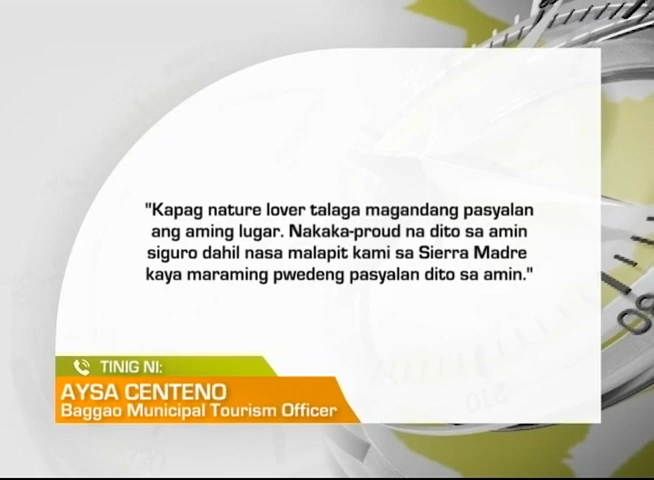 "Kapag nature lover talaga magandang pasyalan
ang aming lugar. Nakaka-proud na dito sa amin
siguro dahil nasa malapit kami sa Sierra Madre
kaya maraming pwedeng pasyalan dito sa amin."
TINIG NI:
AYSA CENTENO
Baggao Municipal Tourism Officer
80
210